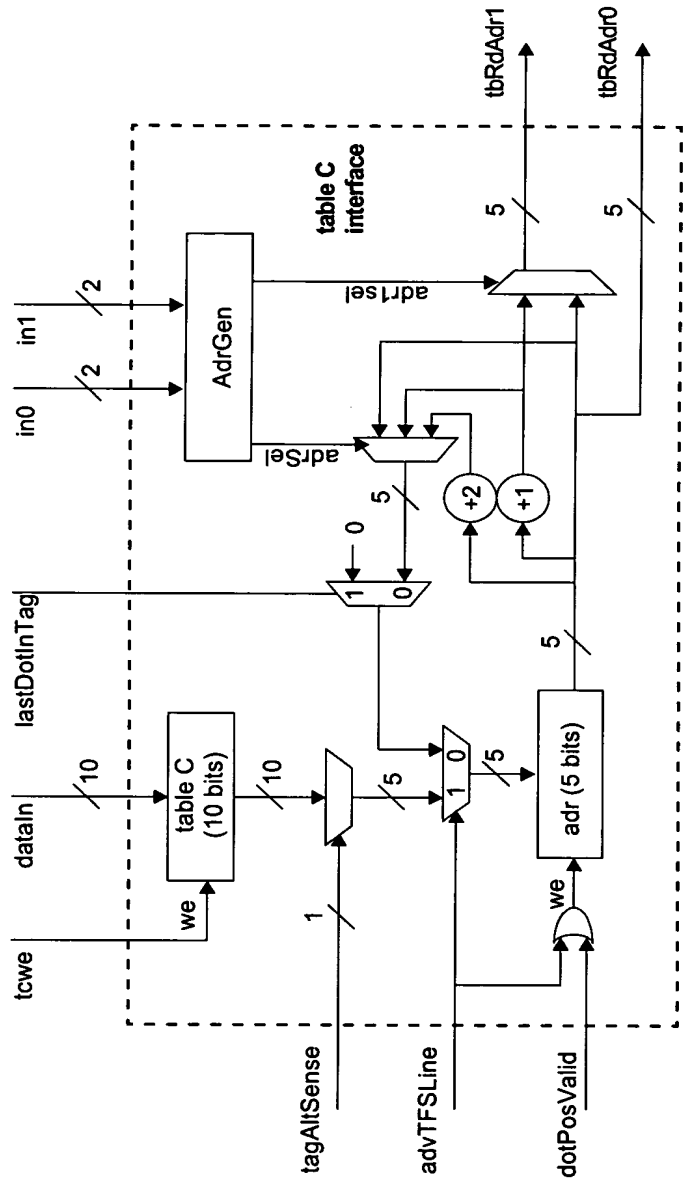 tcwe
dataIn
lastDotInTag
in0
in1
10
2
2
we
table C
(10 bits)
AdrGen
table C
interface
10
0
adrSel
adr1sel
tagAltSense
1
1
0
5
5
5
tbRdAdr1
advTFSLine
1 0
5
+2
+1
5
tbRdAdr0
we
adr (5 bits)
5
dotPosValid